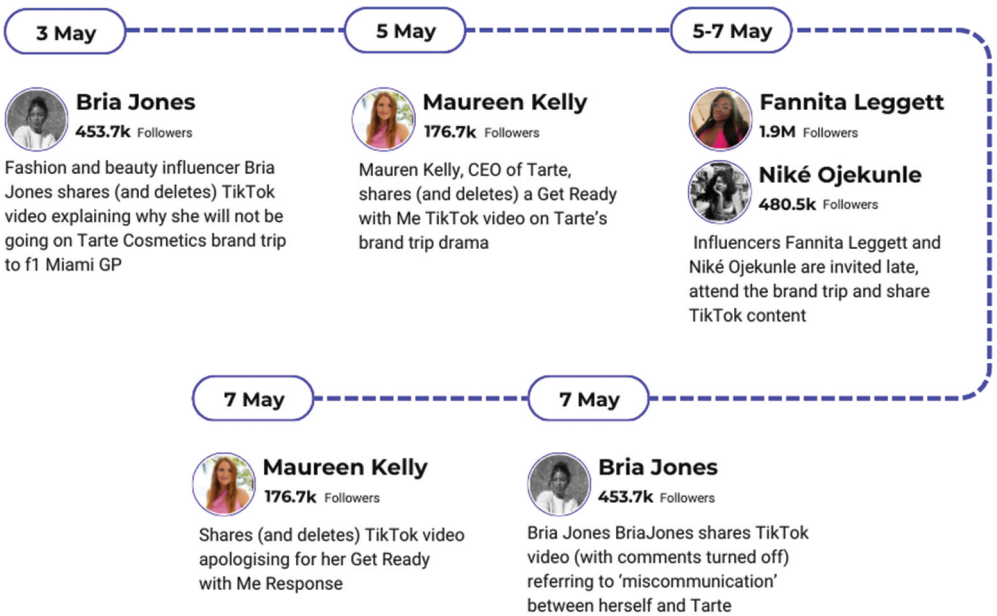 3 May
5 May
5-7 May
Bria Jones
453.7k Followers
Fashion and beauty influencer Bria
Jones shares (and deletes) TikTok
video explaining why she will not be
going on Tarte Cosmetics brand trip
to f1 Miami GP
Maureen Kelly
176.7k Followers
Mauren Kelly, CEO of Tarte,
shares (and deletes) a Get Ready
with Me TikTok video on Tarte's
brand trip drama
Fannita Leggett
1.9M Followers
Niké Ojekunle
480.5k Followers
Influencers Fannita Leggett and
Niké Ojekunle are invited late,
attend the brand trip and share
TikTok content
7 May
7 May
Maureen Kelly
176.7k Followers
Shares (and deletes) TikTok video
apologising for her Get Ready
with Me Response
Bria Jones
453.7k Followers
Bria Jones BriaJones shares TikTok
video (with comments turned off)
referring to ‘miscommunication’
between herself and Tarte